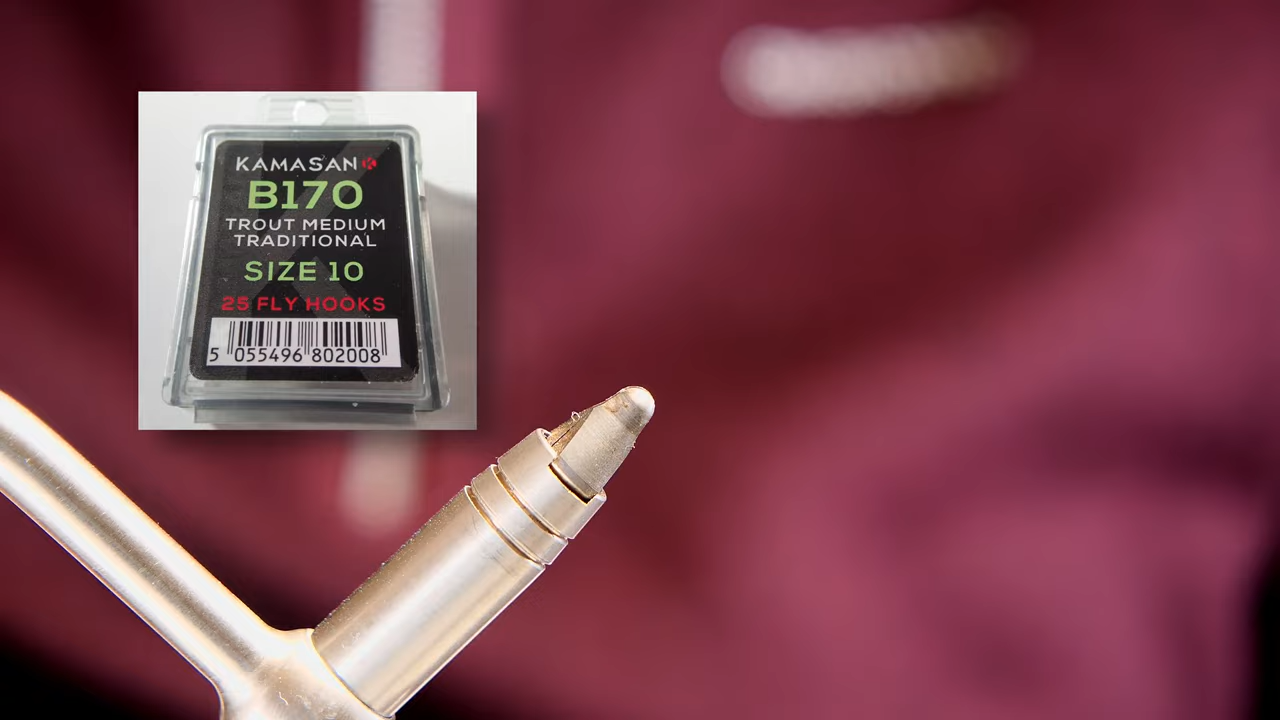 KAMASAN
B170
TROUT MEDIUM
TRADITIONAL
SIZE 10
25 FLY HOOKS
5 055496 802008